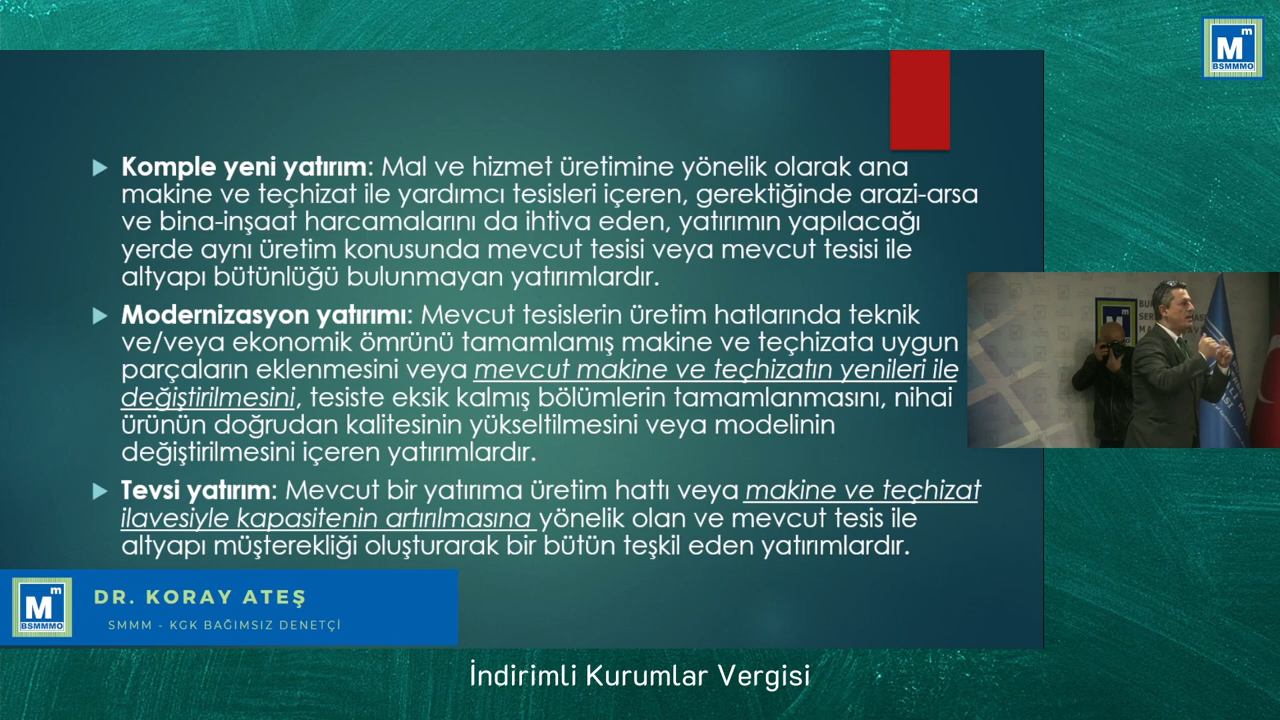 Mm
BSMMMO
Komple yeni yatırım: Mal ve hizmet üretimine yönelik olarak ana
makine ve teçhizat ile yardımcı tesisleri içeren, gerektiğinde arazi-arsa
ve bina-inşaat harcamalarını da ihtiva eden, yatırımın yapılacağı
yerde aynı üretim konusunda mevcut tesisi veya mevcut tesisi ile
altyapı bütünlüğü bulunmayan yatırımlardır.
Modernizasyon yatırımı: Mevcut tesislerin üretim hatlarında teknik
ve/veya ekonomik ömrünü tamamlamış makine ve teçhizata uygun
parçaların eklenmesini veya mevcut makine ve teçhizatın yenileri ile
değiştirilmesini, tesiste eksik kalmış bölümlerin tamamlanmasını, nihai
ürünün doğrudan kalitesinin yükseltilmesini veya modelinin
değiştirilmesini içeren yatırımlardır.
Tevsi yatırım: Mevcut bir yatırıma üretim hattı veya makine ve teçhizat
ilavesiyle kapasitenin artırılmasına yönelik olan ve mevcut tesis ile
altyapı müşterekliği oluşturarak bir bütün teşkil eden yatırımlardır.
Mm
BSMMMO
DR. KORAY ATEŞ
SMMM - KGK BAĞIMSIZ DENETÇİ
İndirimli Kurumlar Vergisi